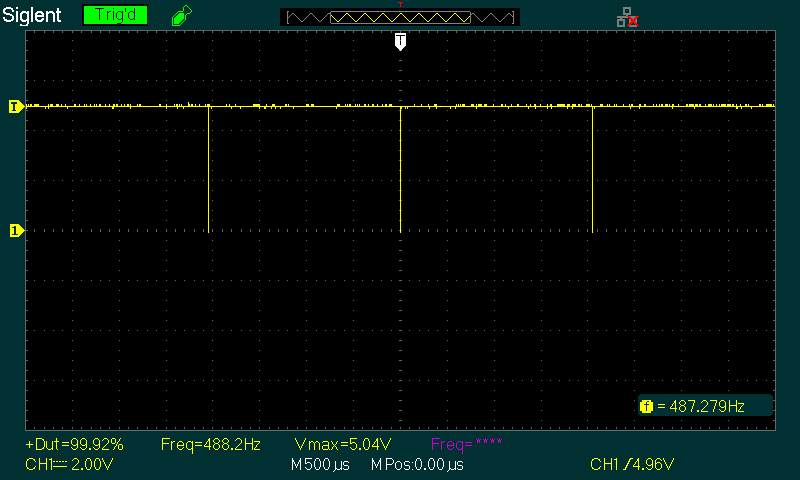 Siglent Trig'd T
T
T
1
f = 487.279Hz
+Dut=99.92% Freq=488.2Hz Vmax=5.04V Freq=****
CH1 2.00V M500µs MPos:0.00µs CH1 /4.96V